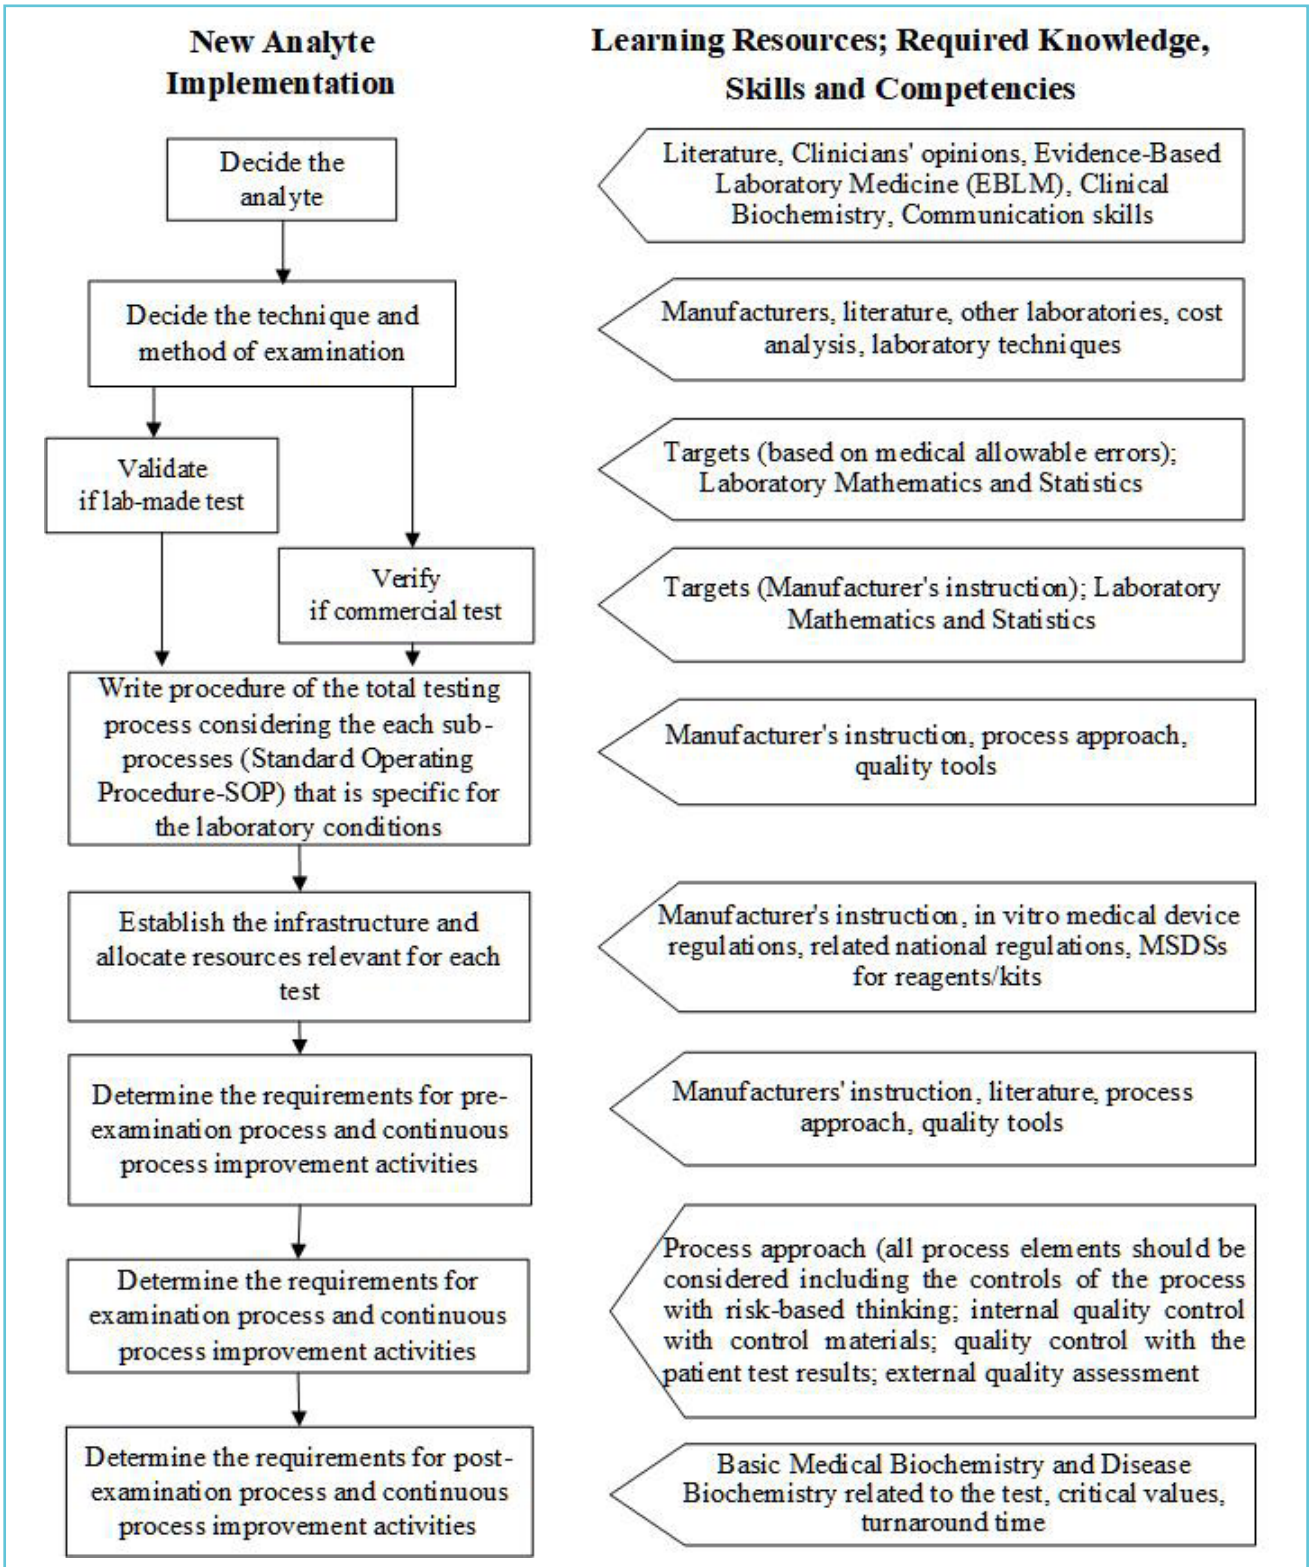 New Analyte
Implementation
Learning Resources; Required Knowledge,
Skills and Competencies
Decide the
analyte
Literature, Clinicians' opinions, Evidence-Based
Laboratory Medicine (EBLM), Clinical
Biochemistry, Communication skills
Decide the technique and
method of examination
Manufacturers, literature, other laboratories, cost
analysis, laboratory techniques
Validate
if lab-made test
Targets (based on medical allowable errors);
Laboratory Mathematics and Statistics
Verify
if commercial test
Targets (Manufacturer's instruction); Laboratory
Mathematics and Statistics
Write procedure of the total testing
process considering the each sub-
processes (Standard Operating
Procedure-SOP) that is specific for
the laboratory conditions
Manufacturer's instruction, process approach,
quality tools
Establish the infrastructure and
allocate resources relevant for each
test
Manufacturer's instruction, in vitro medical device
regulations, related national regulations, MSDSs
for reagents/kits
Determine the requirements for pre-
examination process and continuous
process improvement activities
Manufacturers' instruction, literature, process
approach, quality tools
Determine the requirements for
examination process and continuous
process improvement activities
Process approach (all process elements should be
considered including the controls of the process
with risk-based thinking; internal quality control
with control materials; quality control with the
patient test results; external quality assessment
Determine the requirements for post-
examination process and continuous
process improvement activities
Basic Medical Biochemistry and Disease
Biochemistry related to the test, critical values,
turnaround time